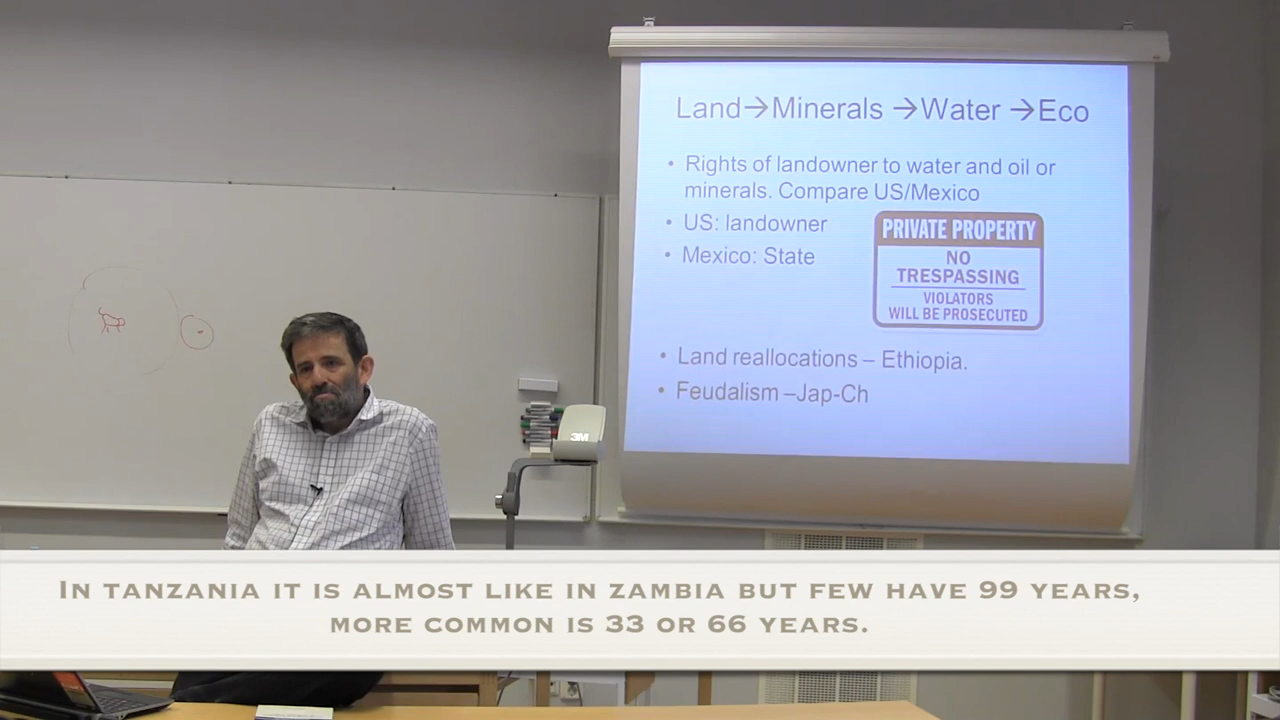 Land→Minerals →Water →Eco
• Rights of landowner to water and oil or
minerals. Compare US/Mexico
• US: landowner
• Mexico: State
PRIVATE PROPERTY
NO
TRESPASSING
VIOLATORS
WILL BE PROSECUTED
• Land reallocations – Ethiopia.
• Feudalism –Jap-Ch
3M
IN TANZANIA IT IS ALMOST LIKE IN ZAMBIA BUT FEW HAVE 99 YEARS,
MORE COMMON IS 33 OR 66 YEARS.